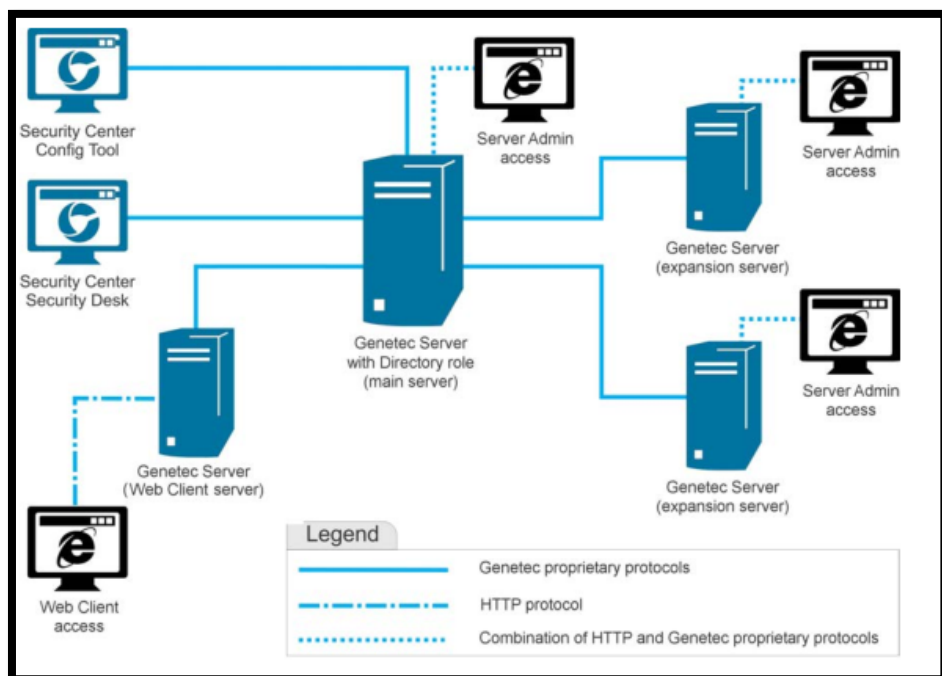 Security Center
Config Tool
Server Admin
access
Server Admin
access
Security Center
Security Desk
Genetec Server
(expansion server)
Genetec Server
with Directory role
(main server)
Server Admin
access
Genetec Server
(Web Client server)
Genetec Server
(expansion server)
Web Client
access
Legend
Genetec proprietary protocols
HTTP protocol
Combination of HTTP and Genetec proprietary protocols